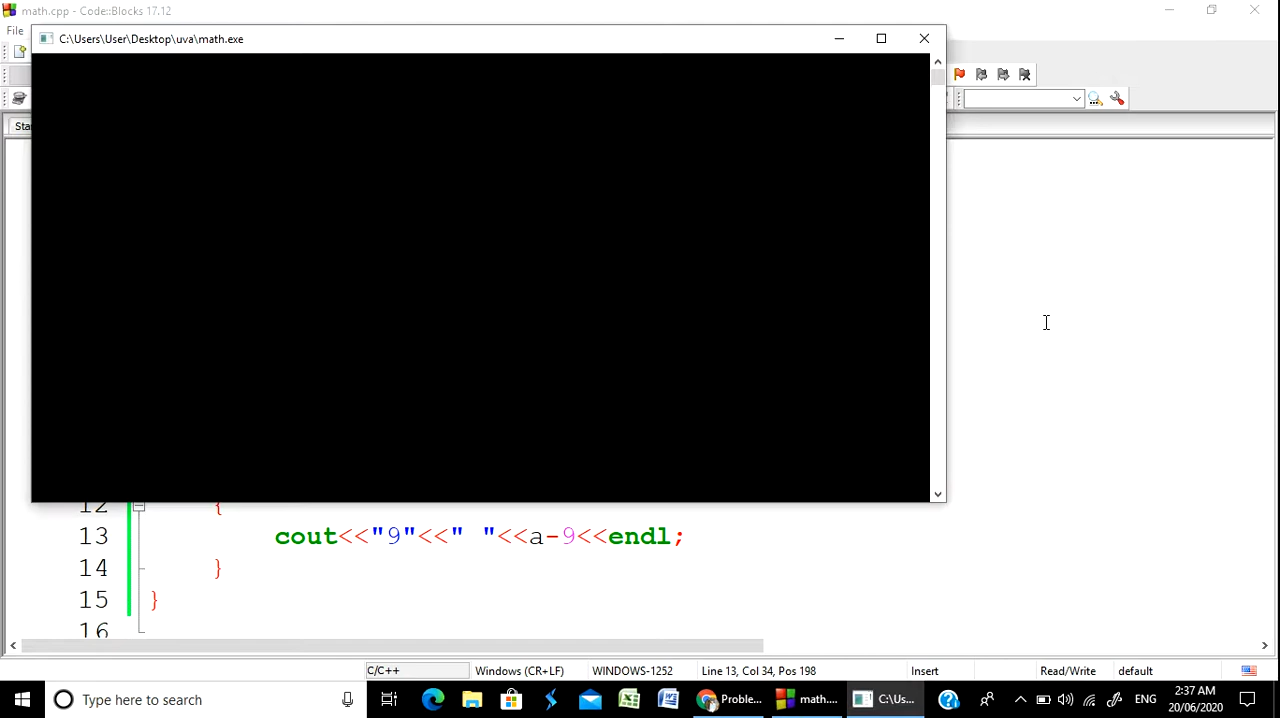 math.cpp - Code::Blocks 17.12
File
C:\Users\User\Desktop\uva\math.exe
Sta
12 {
13 cout<<"9"<<" "<<a-9<<endl;
14 }
15 }
16
C/C++ Windows (CR+LF) WINDOWS-1252 Line 13, Col 34, Pos 198 Insert Read/Write default
Type here to search Proble... math.... C:\Us... ENG 2:37 AM
20/06/2020